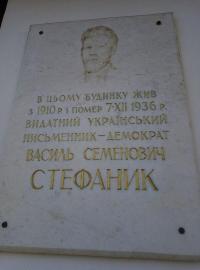 В ЦЬОМУ БУДИНКУ ЖИВ
З 1910 Р. І ПОМЕР 7·XII 1936 Р.
ВИДАТНИЙ УКРАЇНСЬКИЙ
ПИСЬМЕННИК-ДЕМОКРАТ
ВАСИЛЬ СЕМЕНОВИЧ
СТЕФАНИК